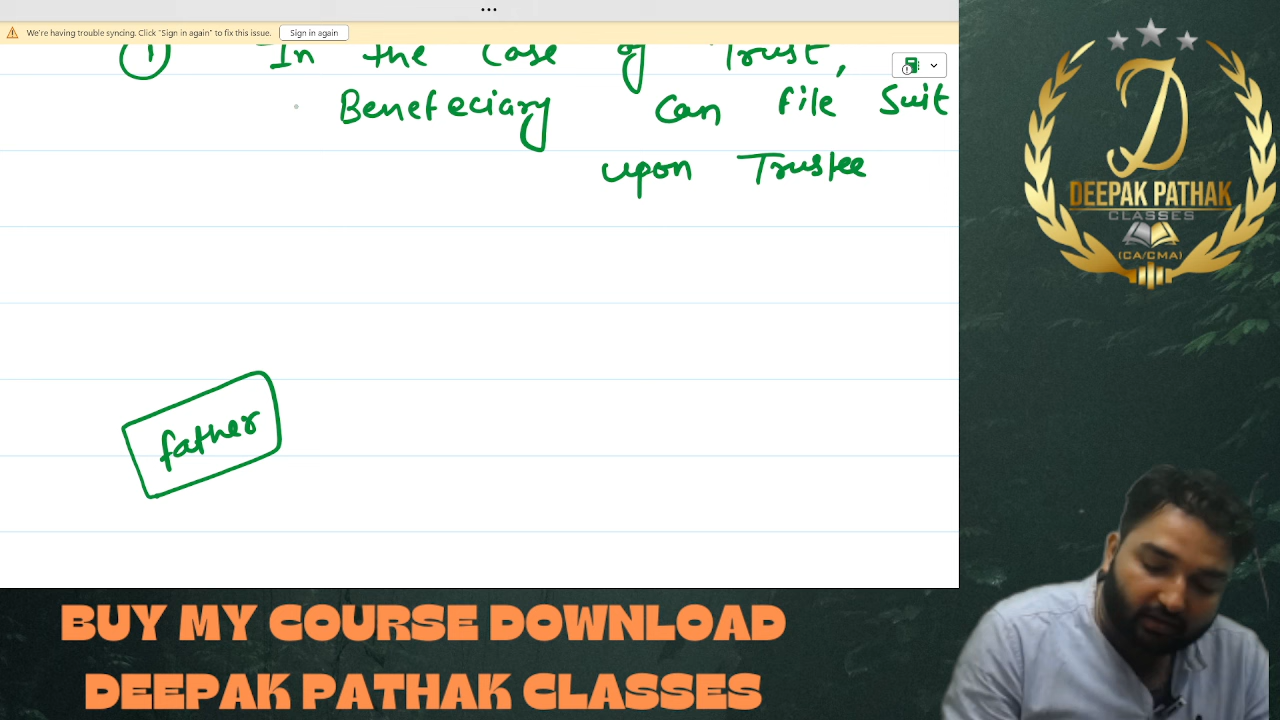 We're having trouble syncing. Click "Sign in again" to fix this issue. Sign in again
① In the case of Trust,
Benefeciary can file Suit
upon Trustee
father
D
DEEPAK PATHAK
CLASSES
(CA/CMA)
BUY MY COURSE DOWNLOAD
DEEPAK PATHAK CLASSES